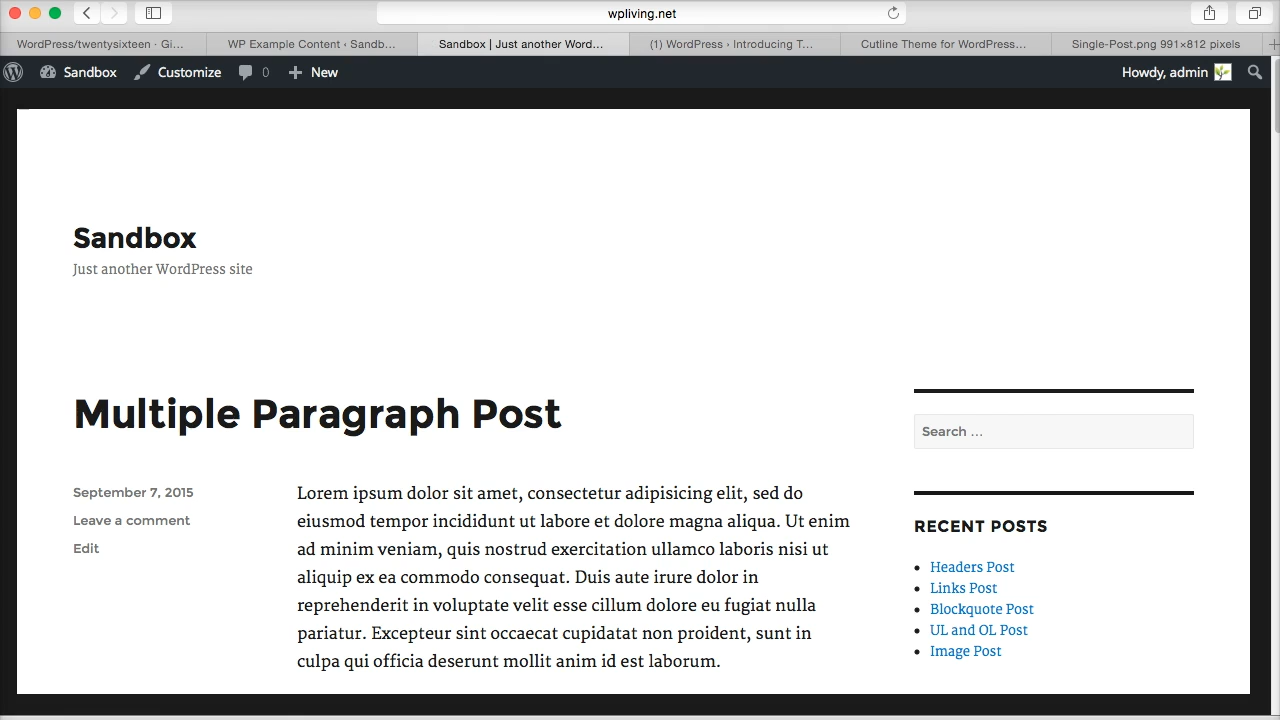 wpliving.net
WordPress/twentysixteen · Gi...
WP Example Content ‹ Sandb...
Sandbox | Just another Word...
(1) WordPress › Introducing T...
Cutline Theme for WordPress...
Single-Post.png 991×812 pixels
Sandbox
Customize
0
New
Howdy, admin
Sandbox
Just another WordPress site
Multiple Paragraph Post
September 7, 2015
Leave a comment
Edit
Lorem ipsum dolor sit amet, consectetur adipisicing elit, sed do
eiusmod tempor incididunt ut labore et dolore magna aliqua. Ut enim
ad minim veniam, quis nostrud exercitation ullamco laboris nisi ut
aliquip ex ea commodo consequat. Duis aute irure dolor in
reprehenderit in voluptate velit esse cillum dolore eu fugiat nulla
pariatur. Excepteur sint occaecat cupidatat non proident, sunt in
culpa qui officia deserunt mollit anim id est laborum.
Search ...
RECENT POSTS
Headers Post
Links Post
Blockquote Post
UL and OL Post
Image Post